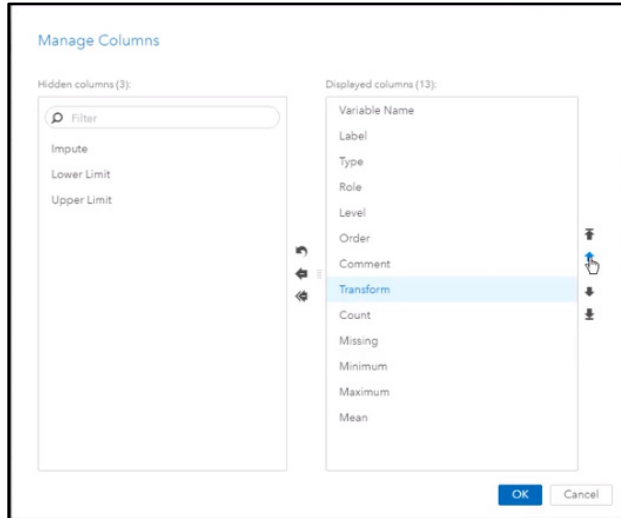 Manage Columns
Hidden columns (3):
Filter
Impute
Lower Limit
Upper Limit
Displayed columns (13):
Variable Name
Label
Type
Role
Level
Order
Comment
Transform
Count
Missing
Minimum
Maximum
Mean
OK
Cancel